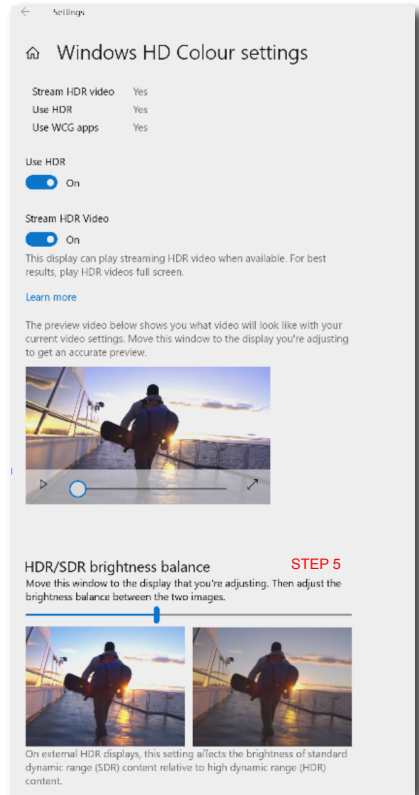 Settings
Windows HD Colour settings
Stream HDR video Yes
Use HDR Yes
Use WCG apps Yes
Use HDR
On
Stream HDR Video
On
This display can play streaming HDR video when available. For best
results, play HDR videos full screen.
Learn more
The preview video below shows you what video will look like with your
current video settings. Move this window to the display you're adjusting
to get an accurate preview.
HDR/SDR brightness balance STEP 5
Move this window to the display that you're adjusting. Then adjust the
brightness balance between the two images.
On external HDR displays, this setting affects the brightness of standard
dynamic range (SDR) content relative to high dynamic range (HDR)
content.